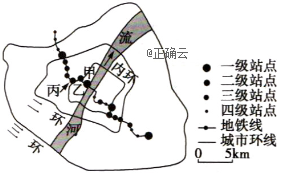 流
@正确云
甲
内环
丙
乙
二环
河
三环
一级站点
二级站点
三级站点
四级站点
地铁线
城市环线
0 5km